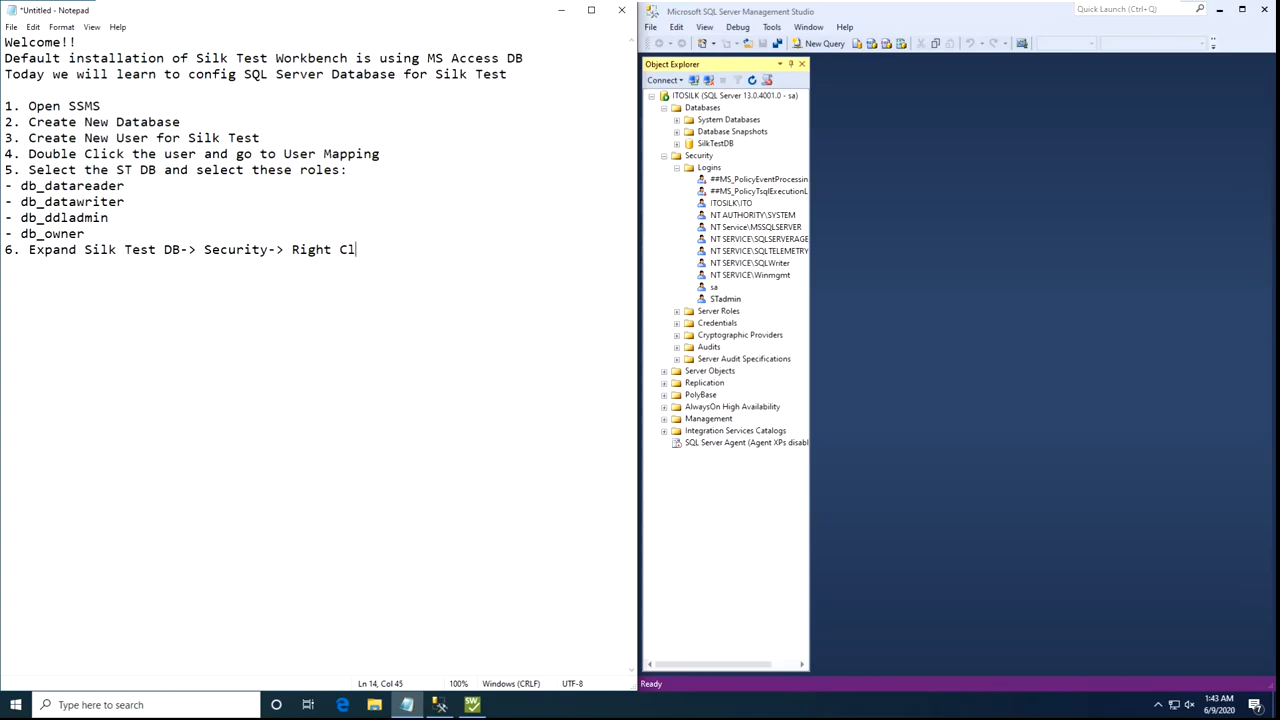 *Untitled - Notepad
File Edit Format View Help
Welcome!!
Default installation of Silk Test Workbench is using MS Access DB
Today we will learn to config SQL Server Database for Silk Test
1. Open SSMS
2. Create New Database
3. Create New User for Silk Test
4. Double Click the user and go to User Mapping
5. Select the ST DB and select these roles:
- db_datareader
- db_datawriter
- db_ddladmin
- db_owner
6. Expand Silk Test DB-> Security-> Right Cl
Ln 14, Col 45
100%
Windows (CRLF)
UTF-8
Microsoft SQL Server Management Studio
Quick Launch (Ctrl+Q)
File Edit View Debug Tools Window Help
New Query
Object Explorer
Connect
ITOSILK (SQL Server 13.0.4001.0 - sa)
Databases
System Databases
Database Snapshots
SilkTestDB
Security
Logins
##MS_PolicyEventProcessin
##MS_PolicyTsqlExecutionL
ITOSILK\ITO
NT AUTHORITY\SYSTEM
NT Service\MSSQLSERVER
NT SERVICE\SQLSERVERAGE
NT SERVICE\SQLTELEMETRY
NT SERVICE\SQLWriter
NT SERVICE\Winmgmt
sa
STadmin
Server Roles
Credentials
Cryptographic Providers
Audits
Server Audit Specifications
Server Objects
Replication
PolyBase
AlwaysOn High Availability
Management
Integration Services Catalogs
SQL Server Agent (Agent XPs disabl
Ready
Type here to search
SW
1:43 AM
6/9/2020